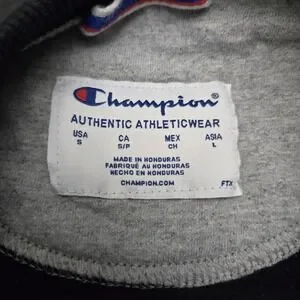 Champion
AUTHENTIC ATHLETICWEAR
USA CA MEX ASIA
S S/P CH L
MADE IN HONDURAS
FABRIQUÉ AU HONDURAS
HECHO EN HONDURAS
CHAMPION.COM
FTX